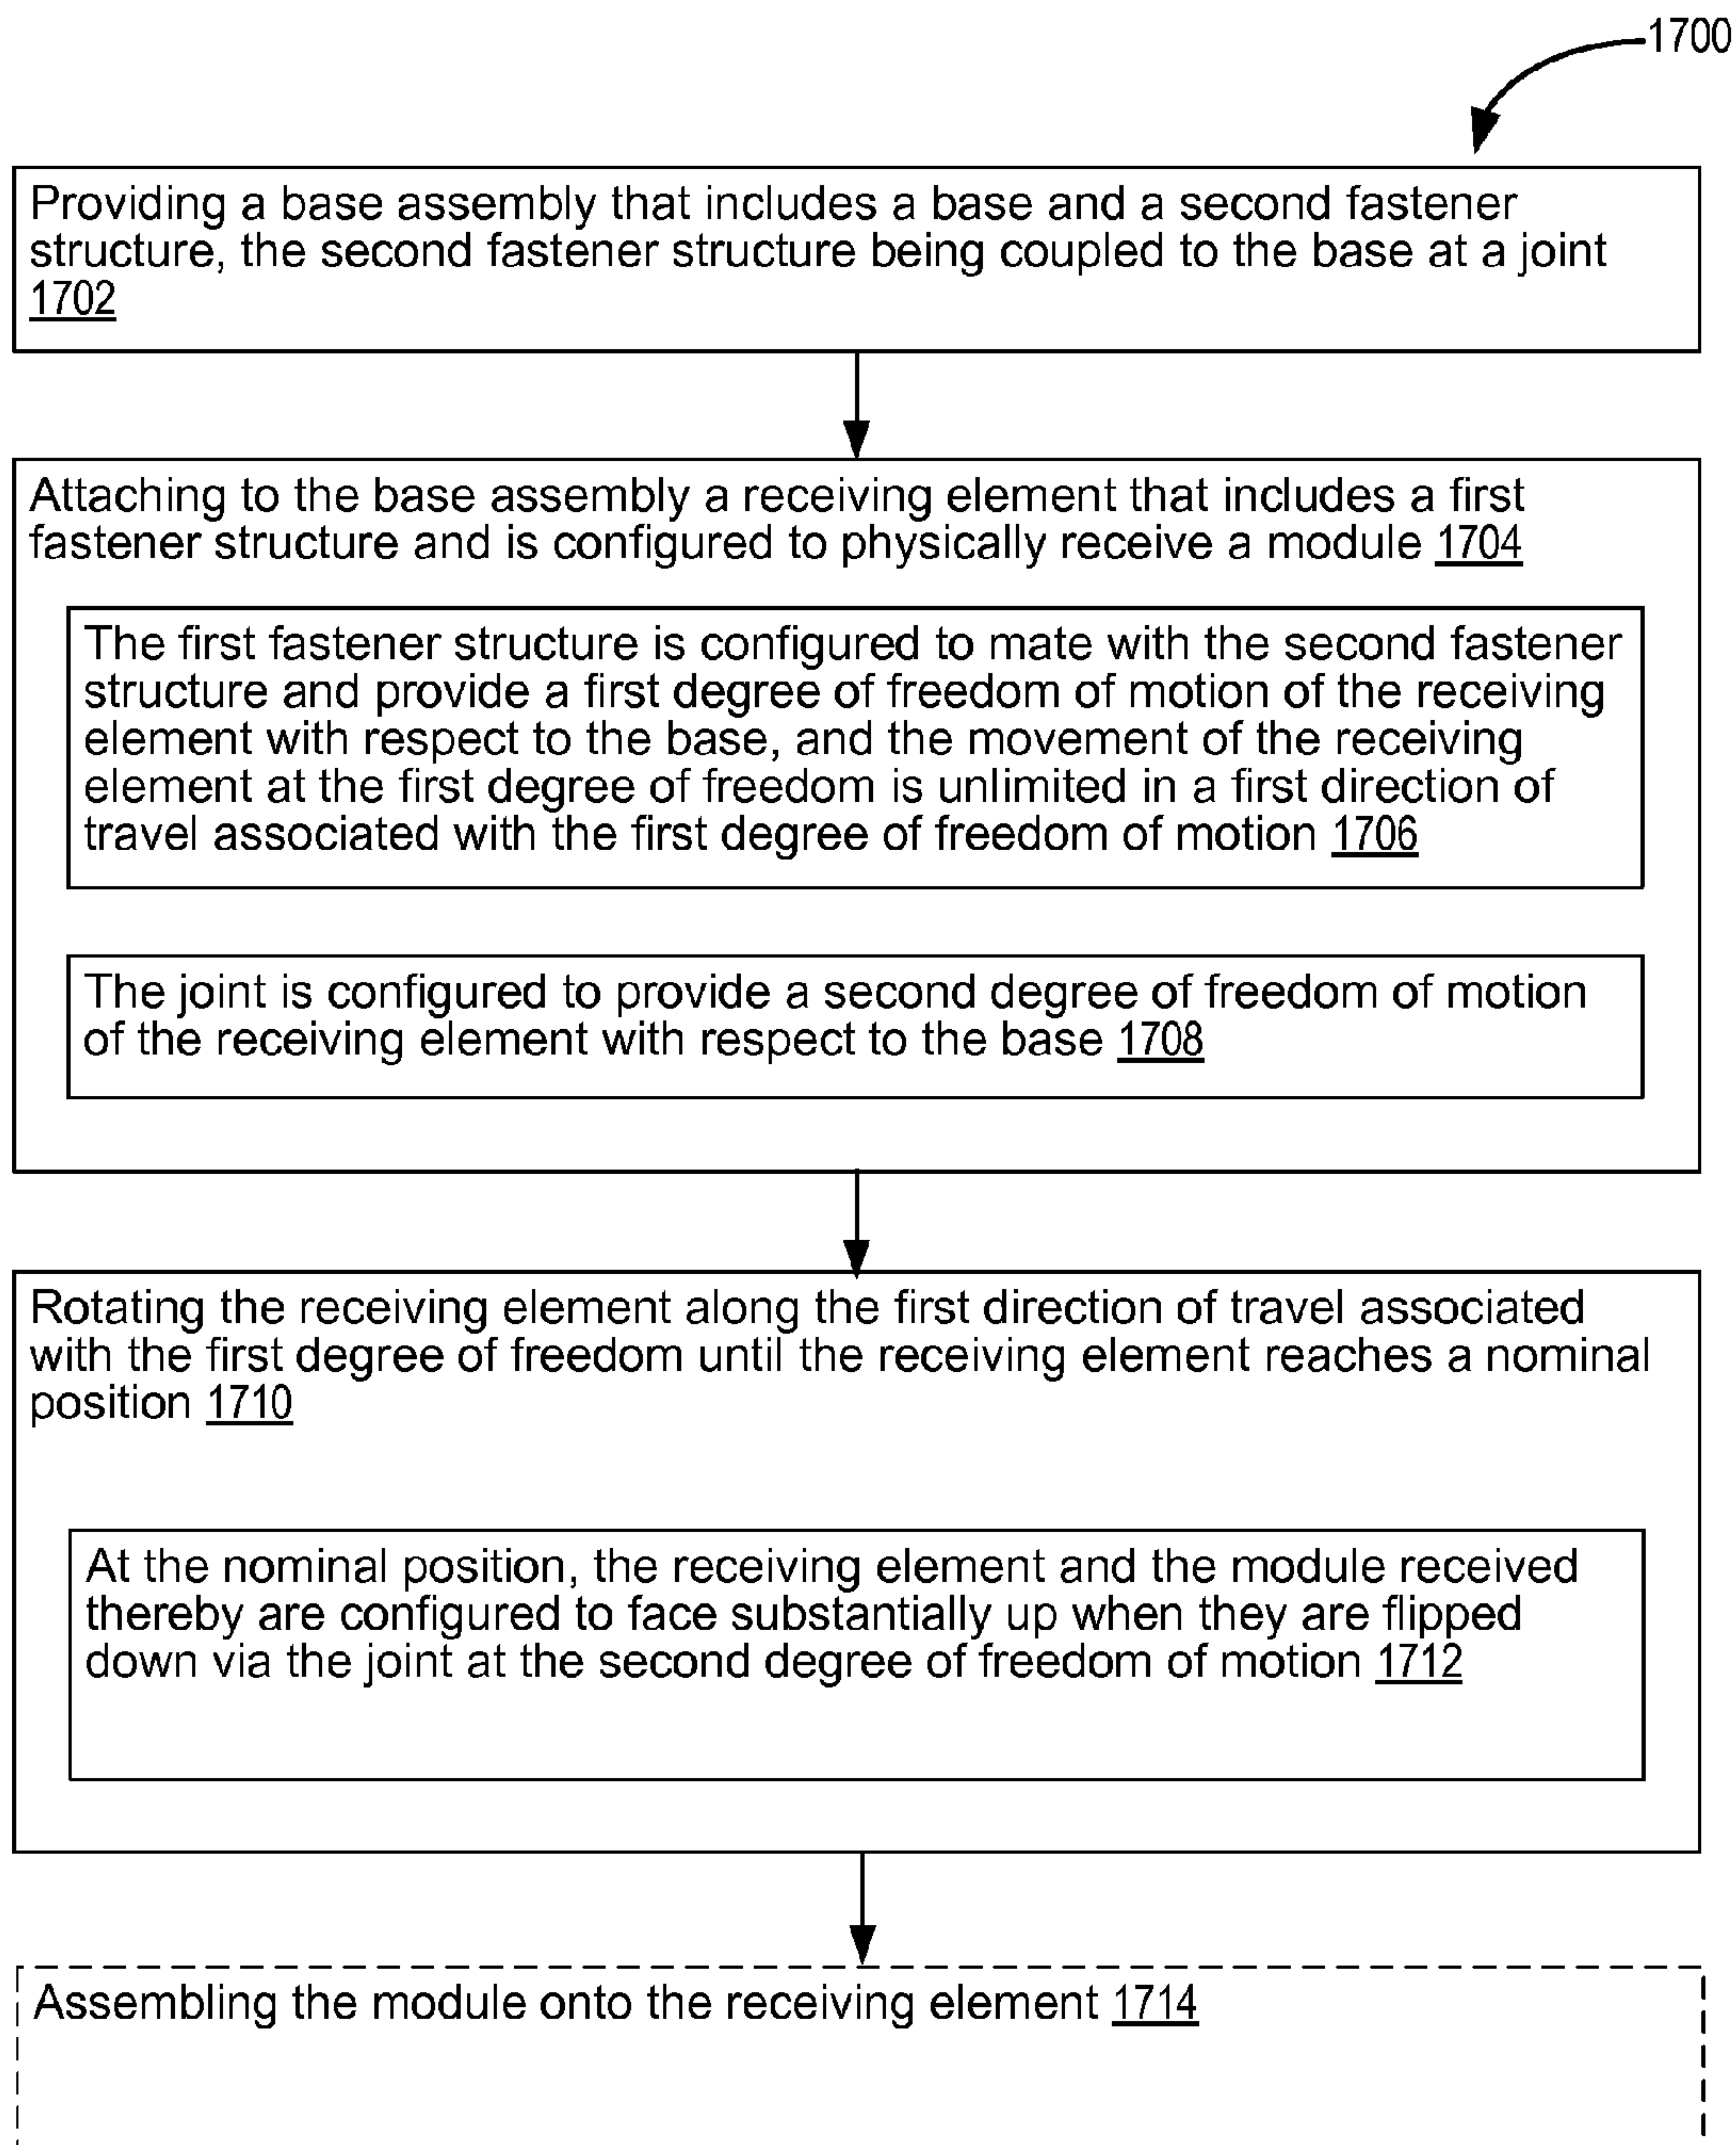 1700
Providing a base assembly that includes a base and a second fastener
structure, the second fastener structure being coupled to the base at a joint
1702
Attaching to the base assembly a receiving element that includes a first
fastener structure and is configured to physically receive a module 1704
The first fastener structure is configured to mate with the second fastener
structure and provide a first degree of freedom of motion of the receiving
element with respect to the base, and the movement of the receiving
element at the first degree of freedom is unlimited in a first direction of
travel associated with the first degree of freedom of motion 1706
The joint is configured to provide a second degree of freedom of motion
of the receiving element with respect to the base 1708
Rotating the receiving element along the first direction of travel associated
with the first degree of freedom until the receiving element reaches a nominal
position 1710
At the nominal position, the receiving element and the module received
thereby are configured to face substantially up when they are flipped
down via the joint at the second degree of freedom of motion 1712
Assembling the module onto the receiving element 1714